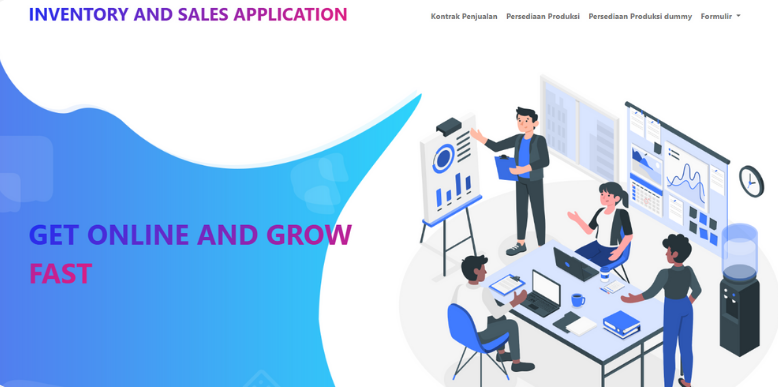 INVENTORY AND SALES APPLICATION
Kontrak Penjualan Persediaan Produksi Persediaan Produksi dummy Formulir
GET ONLINE AND GROW
FAST